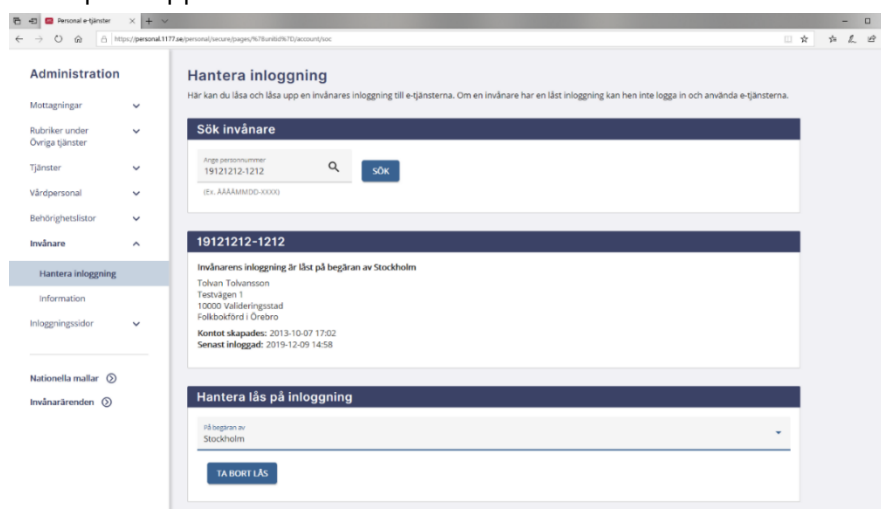 Personal e-tjänster
https://personal.1177.se/personal/secure/pages/%7Bunitid%7D/account/soc
Administration
Mottagningar
Rubriker under
Övriga tjänster
Tjänster
Vårdpersonal
Behörighetslistor
Invånare
Hantera inloggning
Information
Inloggningssidor
Nationella mallar
Invånarärenden
Hantera inloggning
Här kan du låsa och låsa upp en invånares inloggning till e-tjänsterna. Om en invånare har en låst inloggning kan hen inte logga in och använda e-tjänsterna.
Sök invånare
Ange personnummer
19121212-1212
SÖK
(Ex. ÅÅÅÅMMDD-XXXX)
19121212-1212
Invånarens inloggning är låst på begäran av Stockholm
Tolvan Tolvansson
Testvägen 1
10000 Valideringsstad
Folkbokförd i Örebro
Kontot skapades: 2013-10-07 17:02
Senast inloggad: 2019-12-09 14:58
Hantera lås på inloggning
På begäran av
Stockholm
TA BORT LÅS